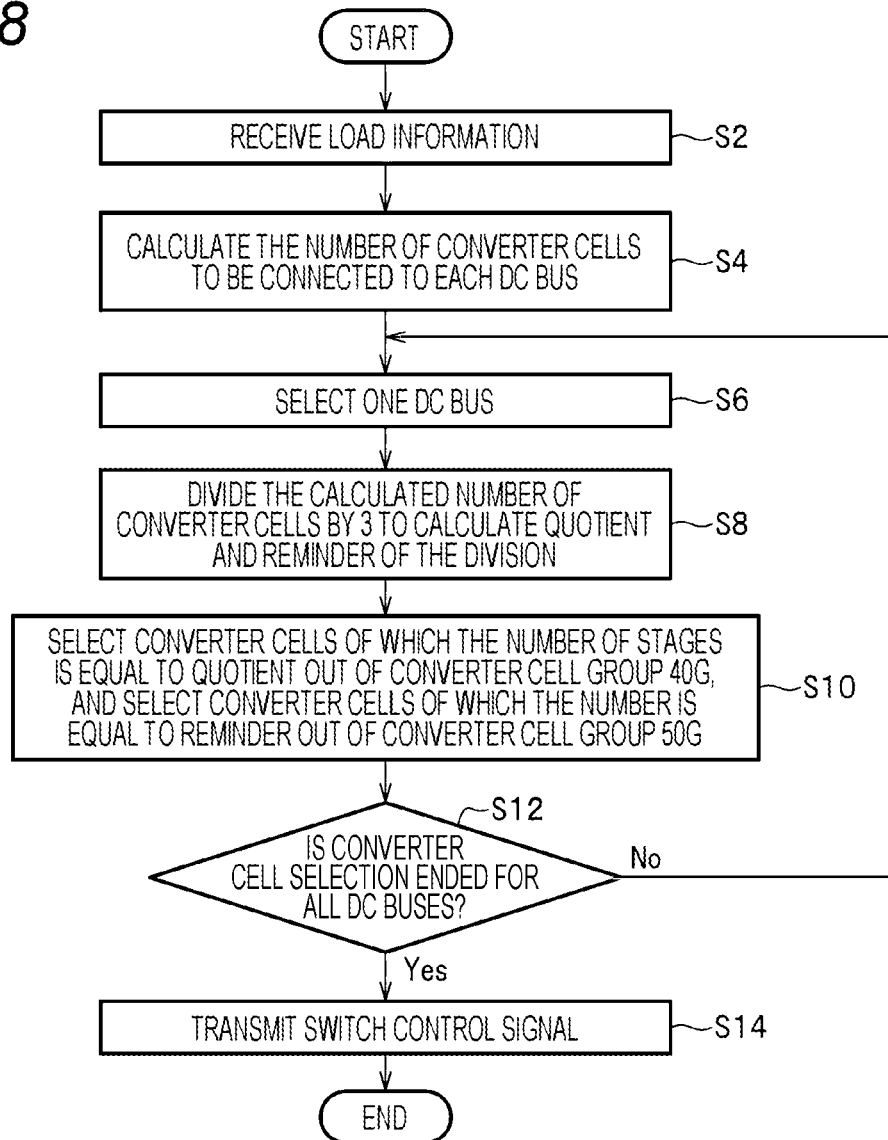 8
START
RECEIVE LOAD INFORMATION
S2
CALCULATE THE NUMBER OF CONVERTER CELLS
TO BE CONNECTED TO EACH DC BUS
S4
SELECT ONE DC BUS
S6
DIVIDE THE CALCULATED NUMBER OF
CONVERTER CELLS BY 3 TO CALCULATE QUOTIENT
AND REMINDER OF THE DIVISION
S8
SELECT CONVERTER CELLS OF WHICH THE NUMBER OF STAGES
IS EQUAL TO QUOTIENT OUT OF CONVERTER CELL GROUP 40G,
AND SELECT CONVERTER CELLS OF WHICH THE NUMBER IS
EQUAL TO REMINDER OUT OF CONVERTER CELL GROUP 50G
S10
S12
IS CONVERTER
CELL SELECTION ENDED FOR
ALL DC BUSES?
No
Yes
TRANSMIT SWITCH CONTROL SIGNAL
S14
END